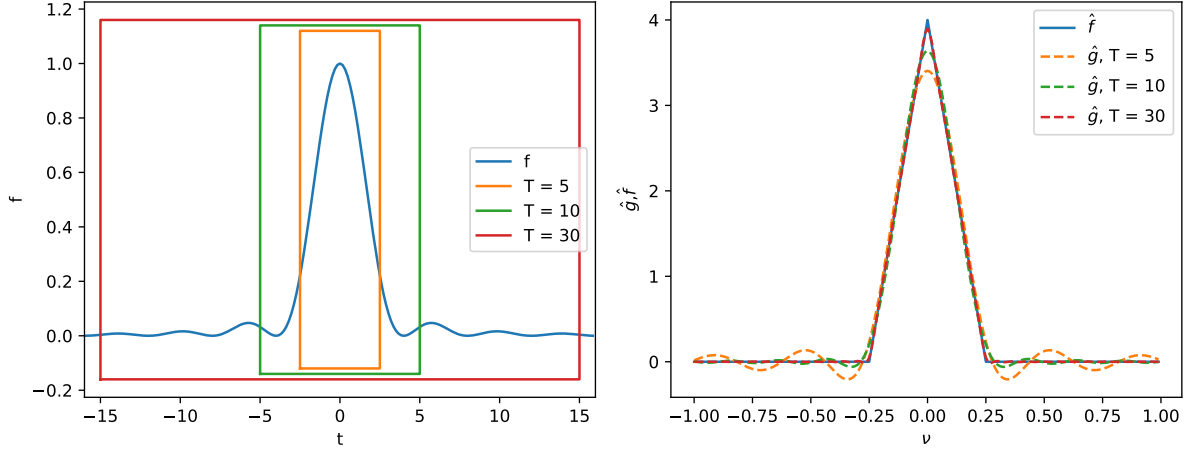 1.2
1.0
0.8
0.6
0.4
0.2
0.0
−0.2
f
−15
−10
−5
0
5
10
15
t
f
T = 5
T = 10
T = 30
4
3
2
1
0
ĝ,f̂
−1.00
−0.75
−0.50
−0.25
0.00
0.25
0.50
0.75
1.00
ν
f̂
ĝ, T = 5
ĝ, T = 10
ĝ, T = 30